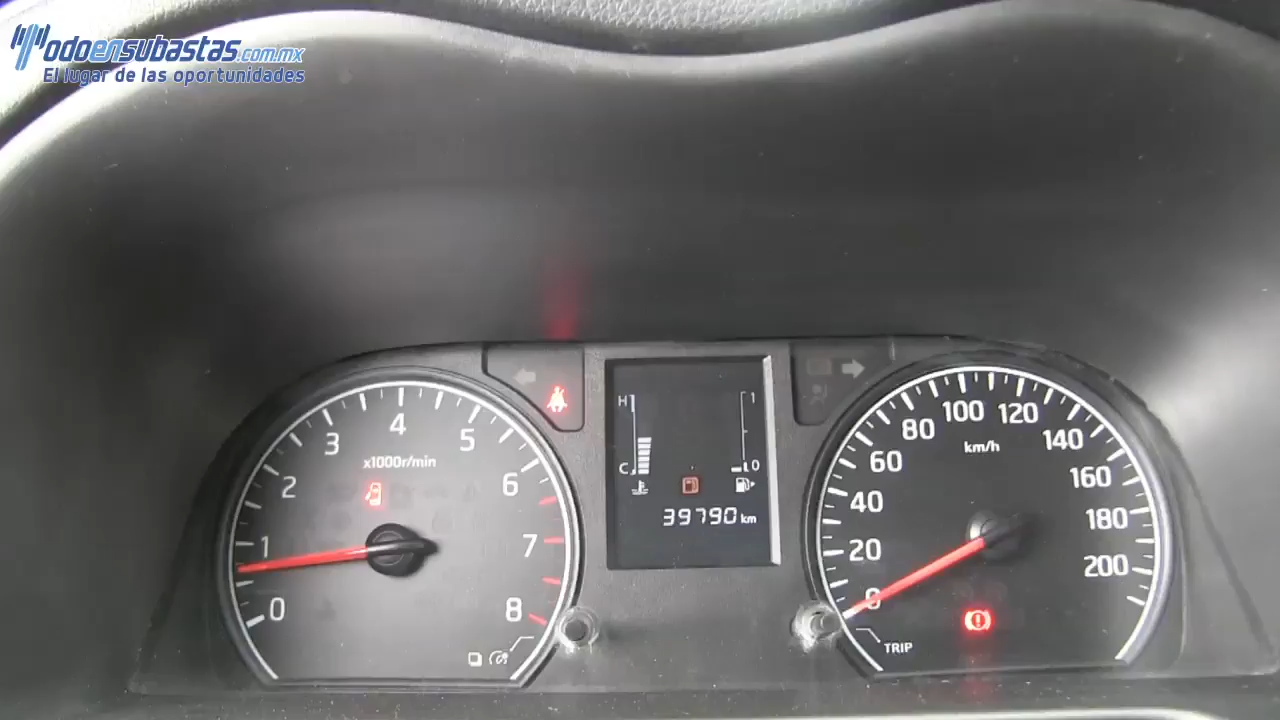 Todoensubastas.com.mx
El lugar de las oportunidades
0 1 2 3 4 5 6 7 8
x1000r/min
H 1
C 0
39790 km
0 20 40 60 80 100 120 140 160 180 200
km/h
TRIP